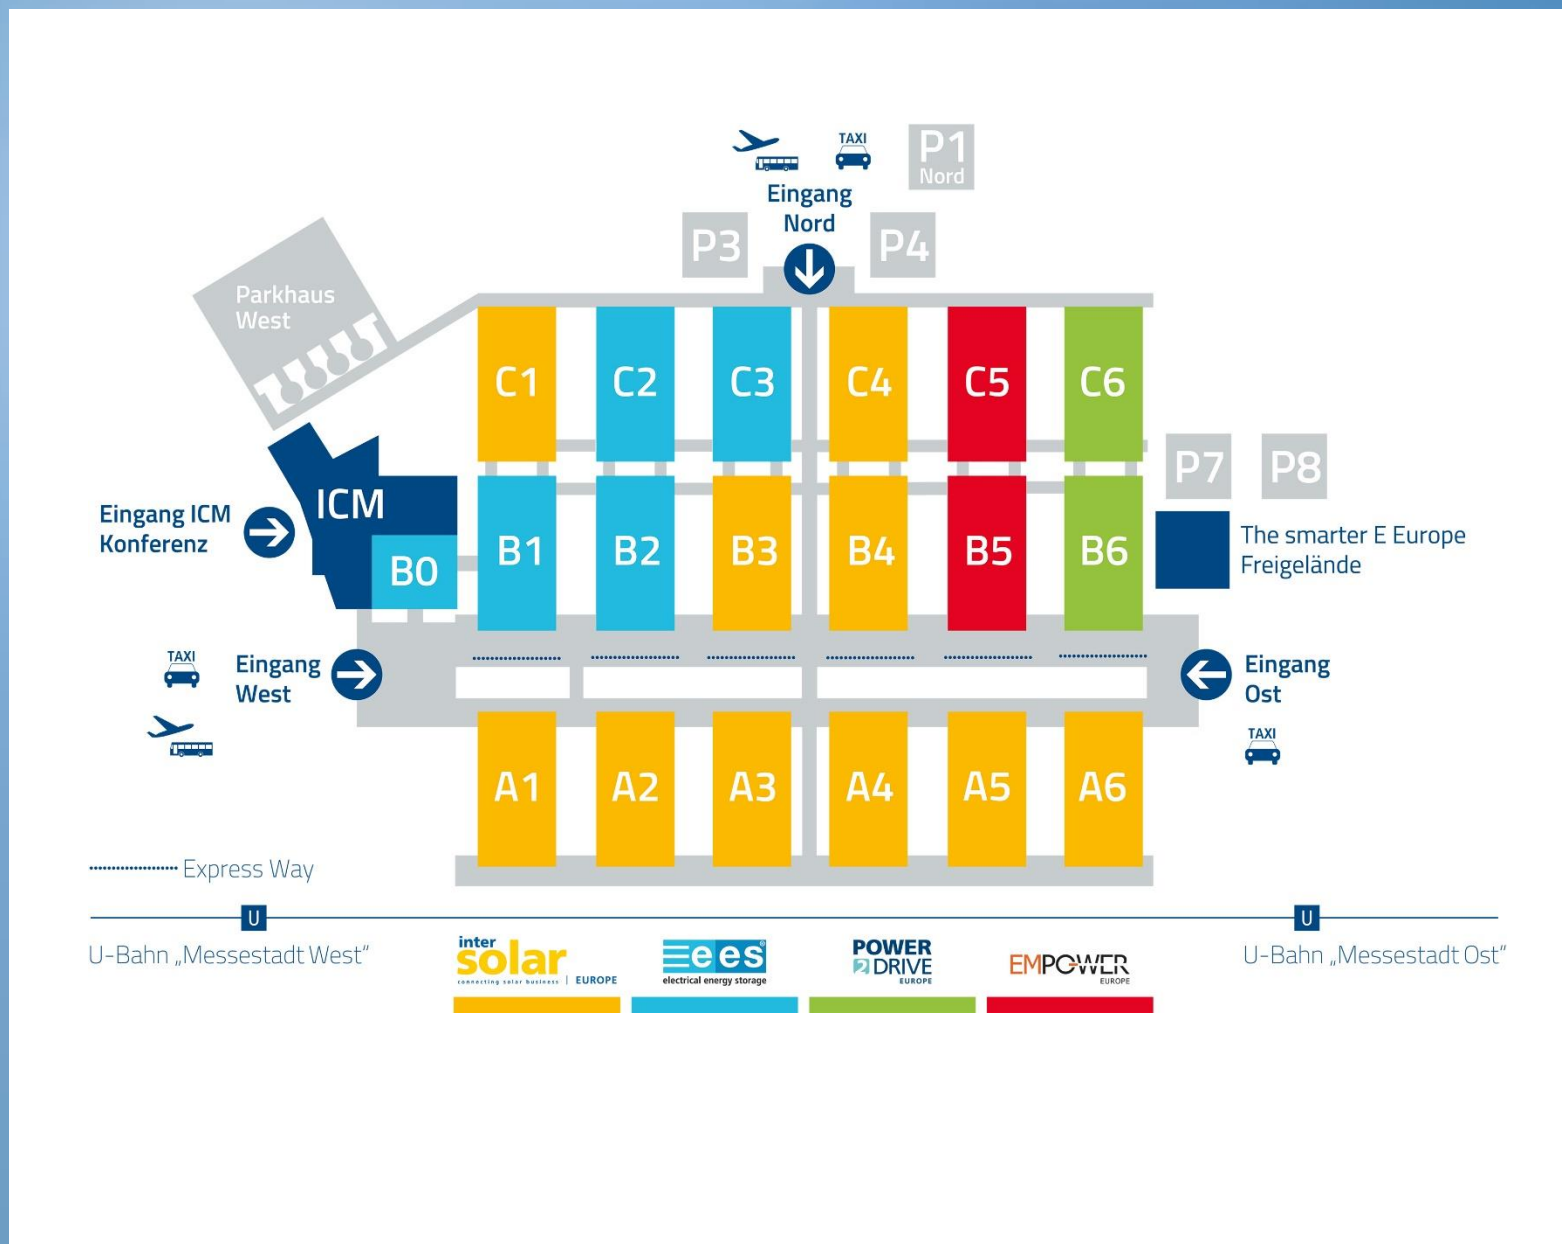 TAXI
P1
Nord
Eingang
Nord
P3
P4
Parkhaus
West
C1
C2
C3
C4
C5
C6
P7
P8
ICM
Eingang ICM
Konferenz
B0
B1
B2
B3
B4
B5
B6
The smarter E Europe
Freigelände
TAXI
Eingang
West
Eingang
Ost
TAXI
A1
A2
A3
A4
A5
A6
Express Way
U
U
U-Bahn „Messestadt West“
U-Bahn „Messestadt Ost“
inter
solar
connecting solar business | EUROPE
ees®
electrical energy storage
POWER
2 DRIVE
EUROPE
EMPOWER
EUROPE